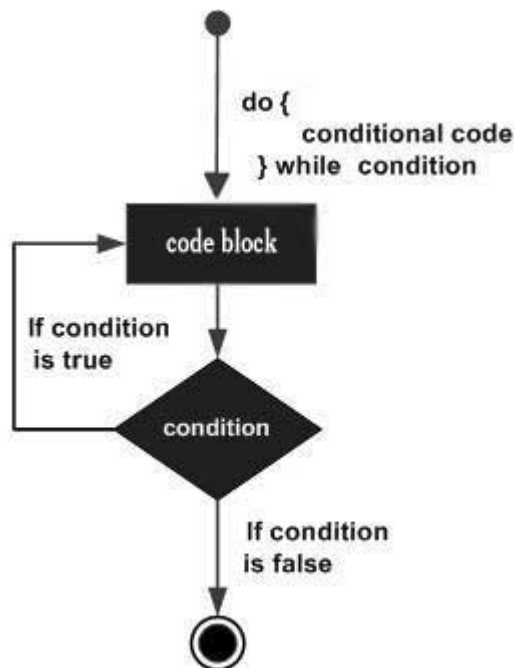 do {
conditional code
} while condition
code block
If condition
is true
condition
If condition
is false